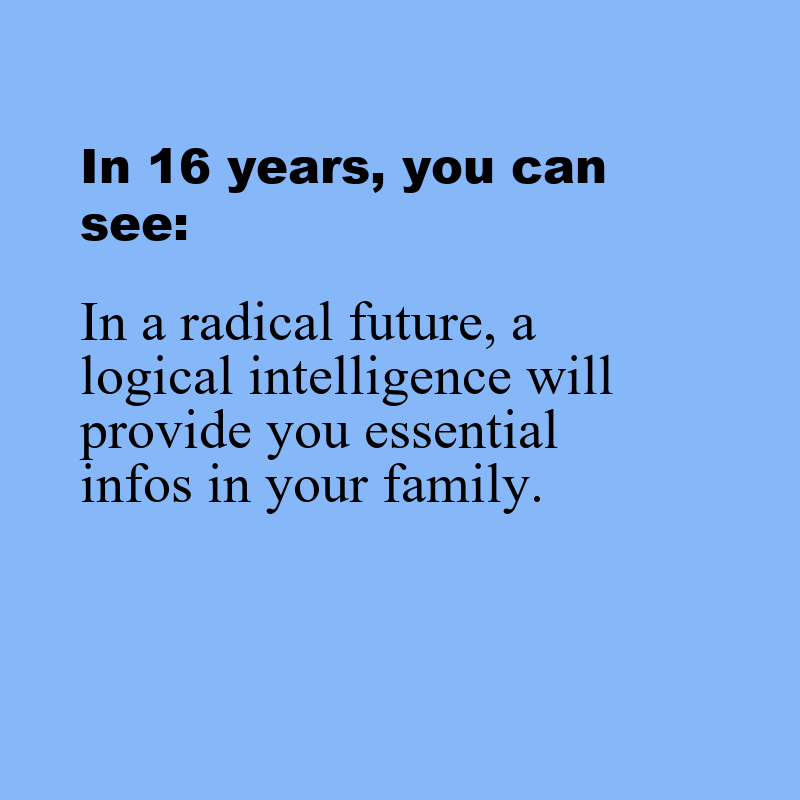 In 16 years, you can
see:
In a radical future, a
logical intelligence will
provide you essential
infos in your family.